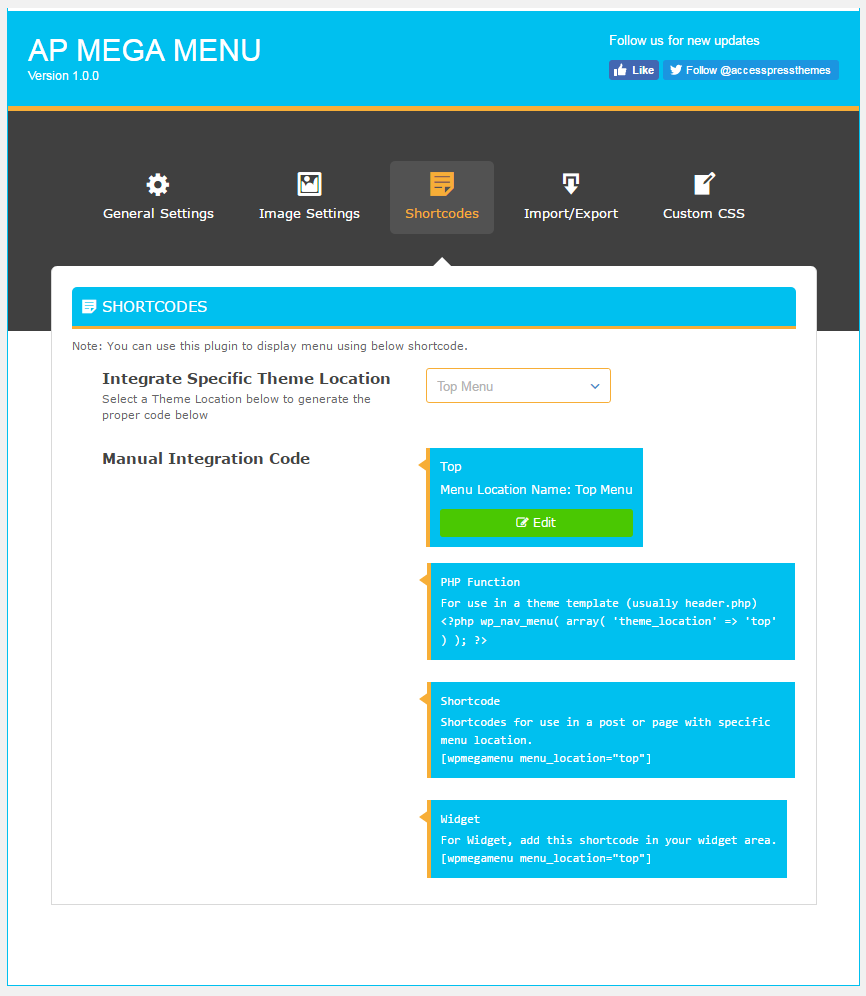 AP MEGA MENU
Version 1.0.0
Follow us for new updates
Like
Follow @accesspressthemes
General Settings
Image Settings
Shortcodes
Import/Export
Custom CSS
SHORTCODES
Note: You can use this plugin to display menu using below shortcode.
Integrate Specific Theme Location
Select a Theme Location below to generate the
proper code below
Top Menu
Manual Integration Code
Top
Menu Location Name: Top Menu
Edit
PHP Function
For use in a theme template (usually header.php)
<?php wp_nav_menu( array( 'theme_location' => 'top'
) ); ?>
Shortcode
Shortcodes for use in a post or page with specific
menu location.
[wpmegamenu menu_location="top"]
Widget
For Widget, add this shortcode in your widget area.
[wpmegamenu menu_location="top"]